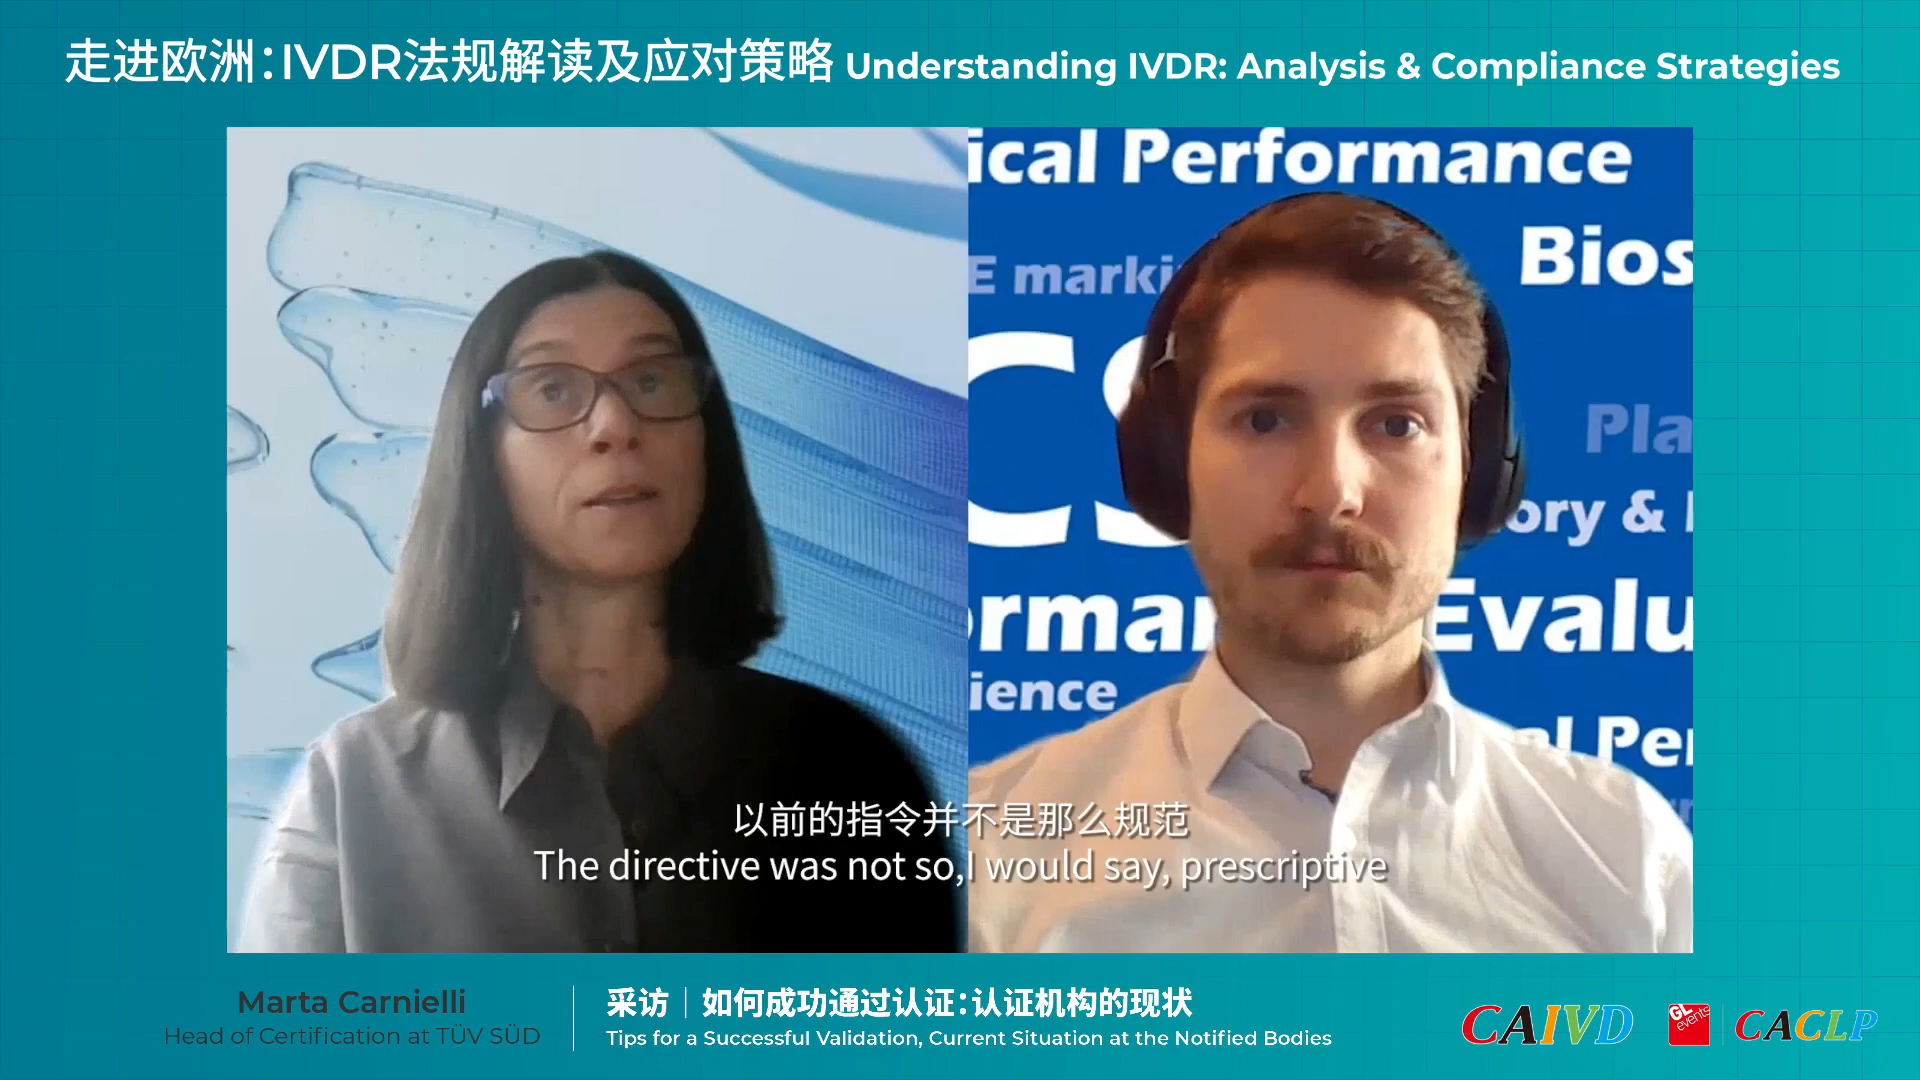 走进欧洲：IVDR法规解读及应对策略 Understanding IVDR: Analysis & Compliance Strategies
ical Performance
Bios
E marki
CS
Pla
ory &
rmar
Evalu
ience
al Per
以前的指令并不是那么规范
The directive was not so,I would say, prescriptive
Marta Carnielli
Head of Certification at TÜV SÜD
采访｜如何成功通过认证：认证机构的现状
Tips for a Successful Validation, Current Situation at the Notified Bodies
CAIVD
GL events
CACLP